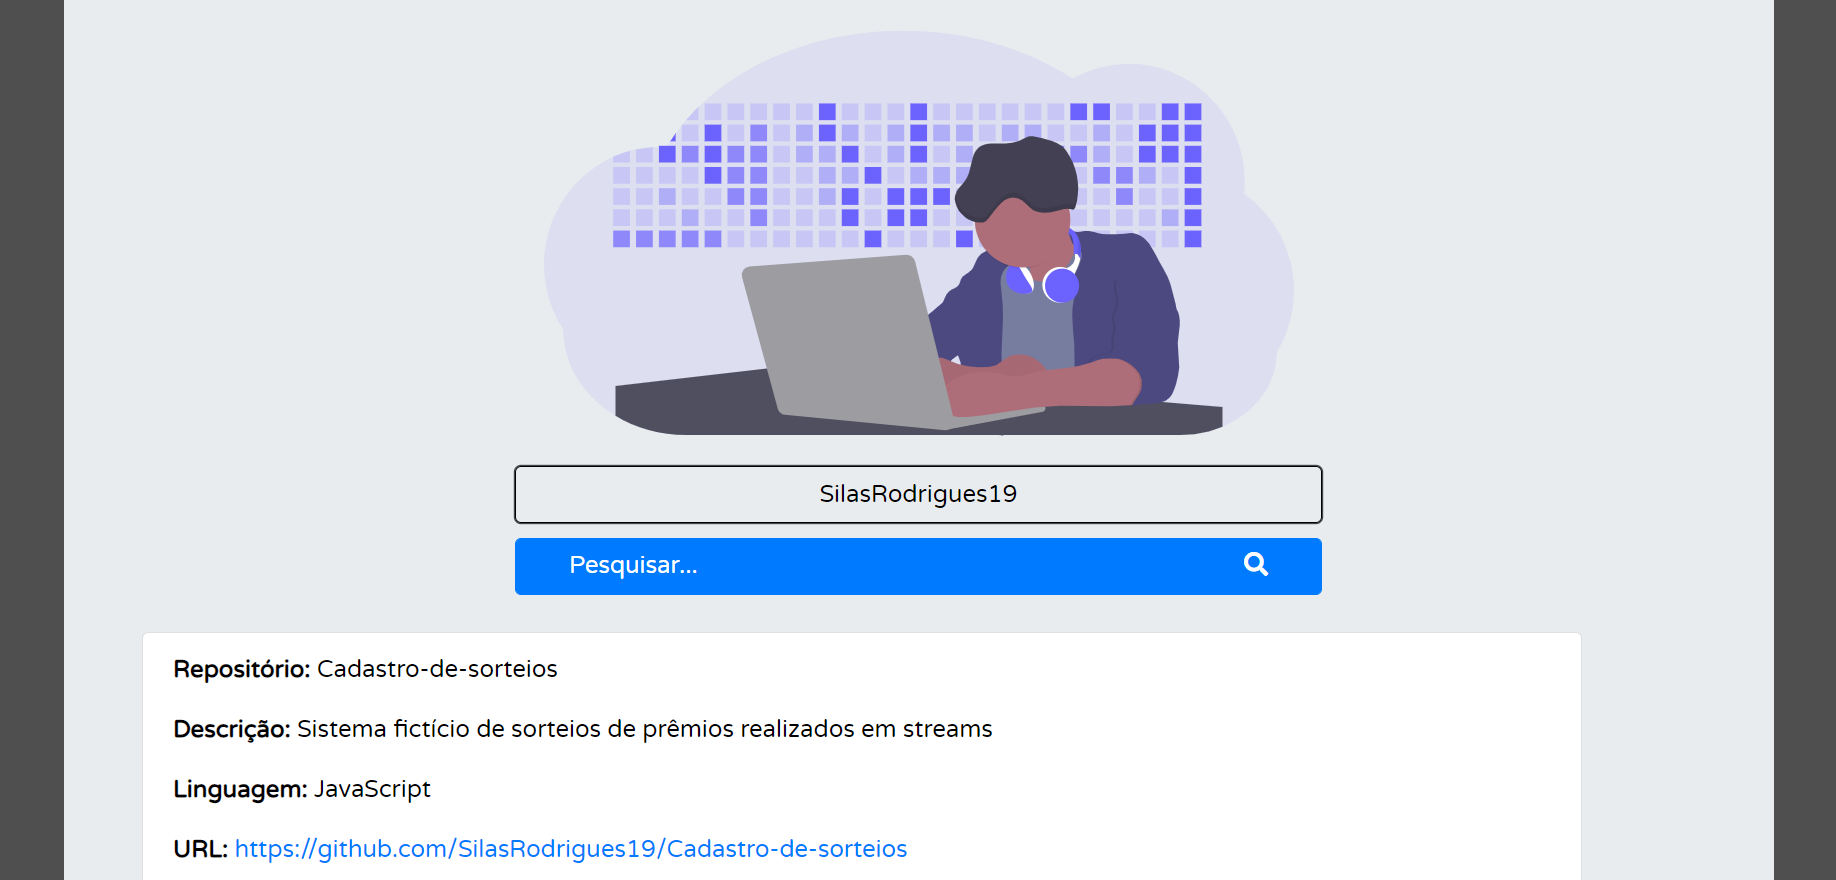 SilasRodrigues19
Pesquisar...
Repositório: Cadastro-de-sorteios
Descrição: Sistema fictício de sorteios de prêmios realizados em streams
Linguagem: JavaScript
URL: https://github.com/SilasRodrigues19/Cadastro-de-sorteios